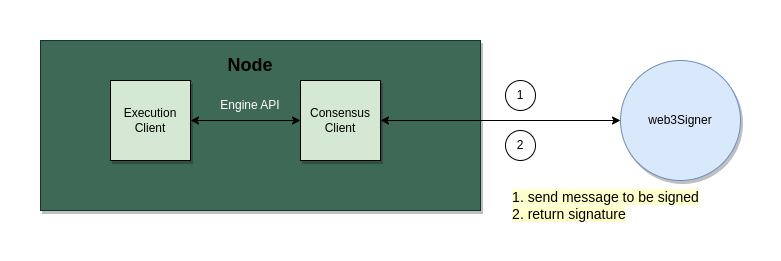 Node
Execution
Client
Engine API
Consensus
Client
1
2
web3Signer
1. send message to be signed
2. return signature